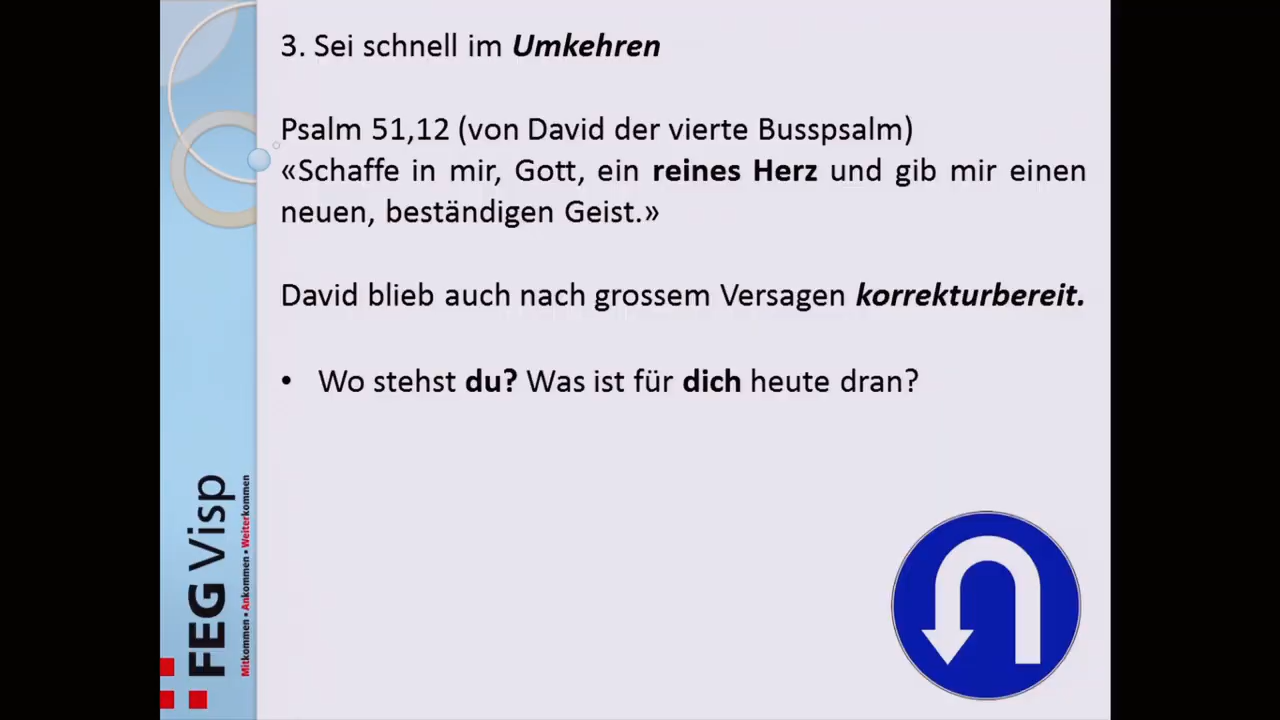 3. Sei schnell im Umkehren
Psalm 51,12 (von David der vierte Busspsalm)
«Schaffe in mir, Gott, ein reines Herz und gib mir einen
neuen, beständigen Geist.»
David blieb auch nach grossem Versagen korrekturbereit.
• Wo stehst du? Was ist für dich heute dran?
FEG Visp
Mitkommen • Ankommen • Weiterkommen